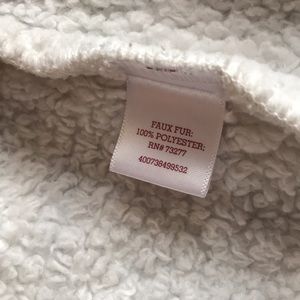 FAUX FUR:
100% POLYESTER;
RN# 73277
400738499532